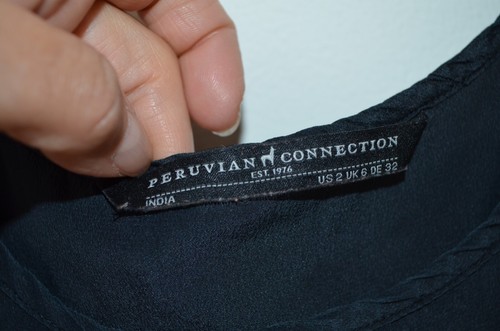 PERUVIAN CONNECTION
EST. 1976
INDIA US 2 UK 6 DE 32